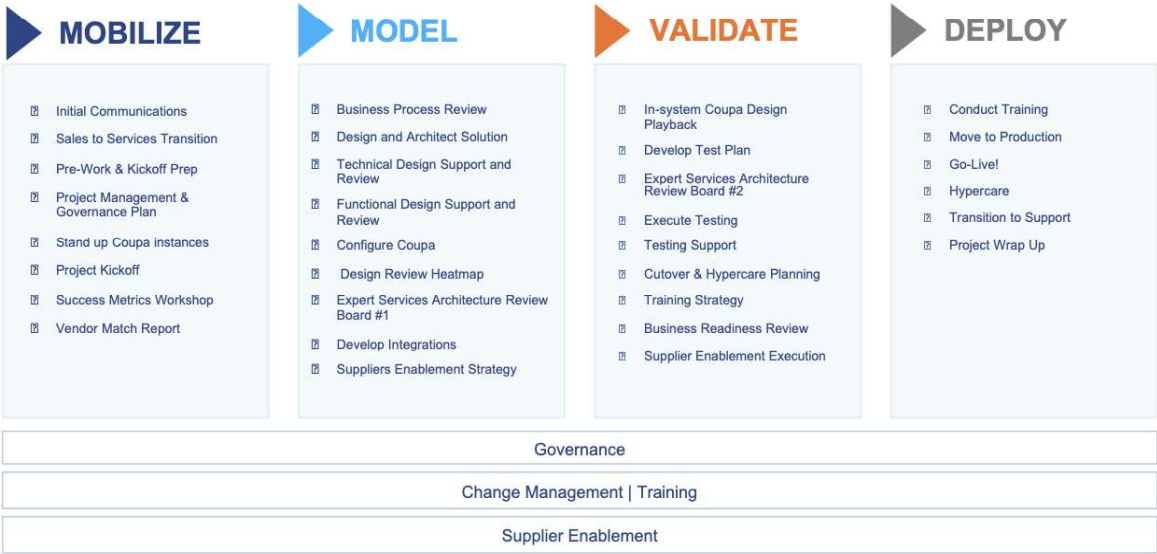 MOBILIZE
Initial Communications
Sales to Services Transition
Pre-Work & Kickoff Prep
Project Management &
Governance Plan
Stand up Coupa instances
Project Kickoff
Success Metrics Workshop
Vendor Match Report
MODEL
Business Process Review
Design and Architect Solution
Technical Design Support and
Review
Functional Design Support and
Review
Configure Coupa
Design Review Heatmap
Expert Services Architecture Review
Board #1
Develop Integrations
Suppliers Enablement Strategy
VALIDATE
In-system Coupa Design
Playback
Develop Test Plan
Expert Services Architecture
Review Board #2
Execute Testing
Testing Support
Cutover & Hypercare Planning
Training Strategy
Business Readiness Review
Supplier Enablement Execution
DEPLOY
Conduct Training
Move to Production
Go-Live!
Hypercare
Transition to Support
Project Wrap Up
Governance
Change Management | Training
Supplier Enablement